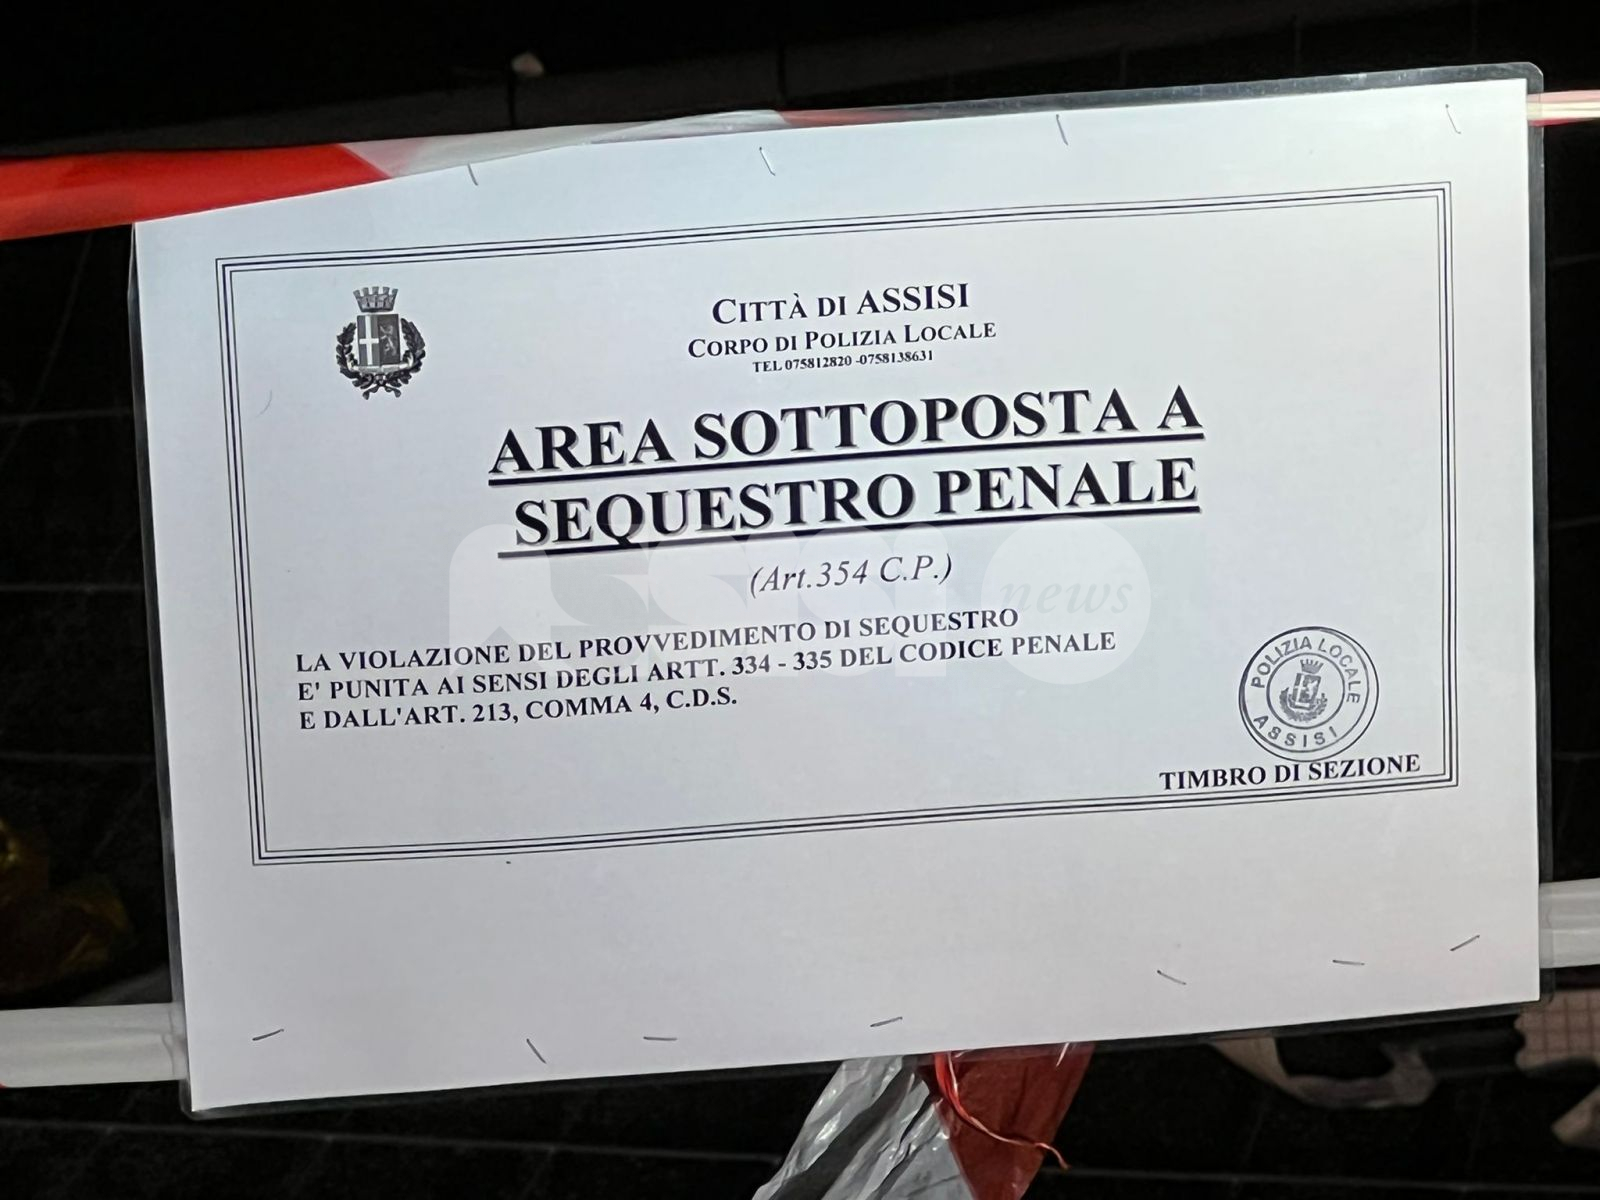 CITTÀ DI ASSISI
CORPO DI POLIZIA LOCALE
TEL 075812820 -0758138631
AREA SOTTOPOSTA A
SEQUESTRO PENALE
(Art.354 C.P.)
ASSISI news
LA VIOLAZIONE DEL PROVVEDIMENTO DI SEQUESTRO
E' PUNITA AI SENSI DEGLI ARTT. 334 - 335 DEL CODICE PENALE
E DALL'ART. 213, COMMA 4, C.D.S.
POLIZIA LOCALE
ASSISI
TIMBRO DI SEZIONE